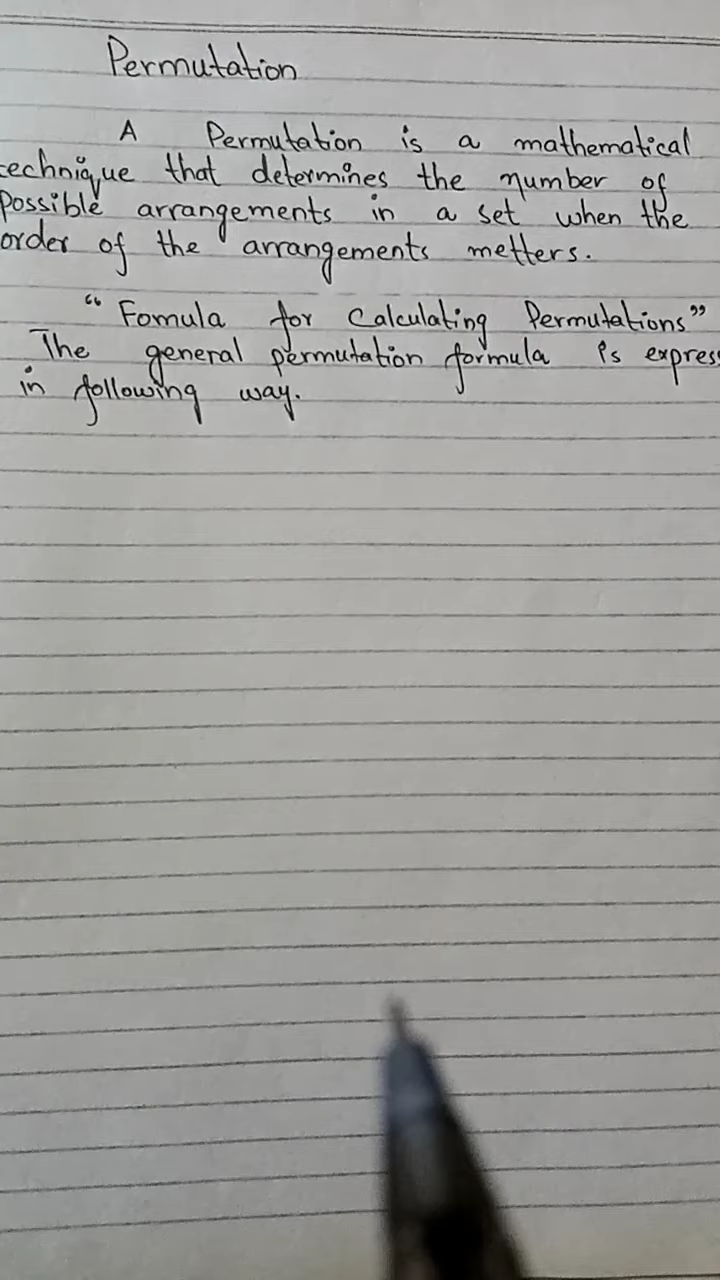 Permutation
A Permutation is a mathematical
technique that determines the number of
Possible arrangements in a set when the
order of the arrangements metters.
“ Fomula for Calculating Permutations”
The general permutation formula is express
in following way.